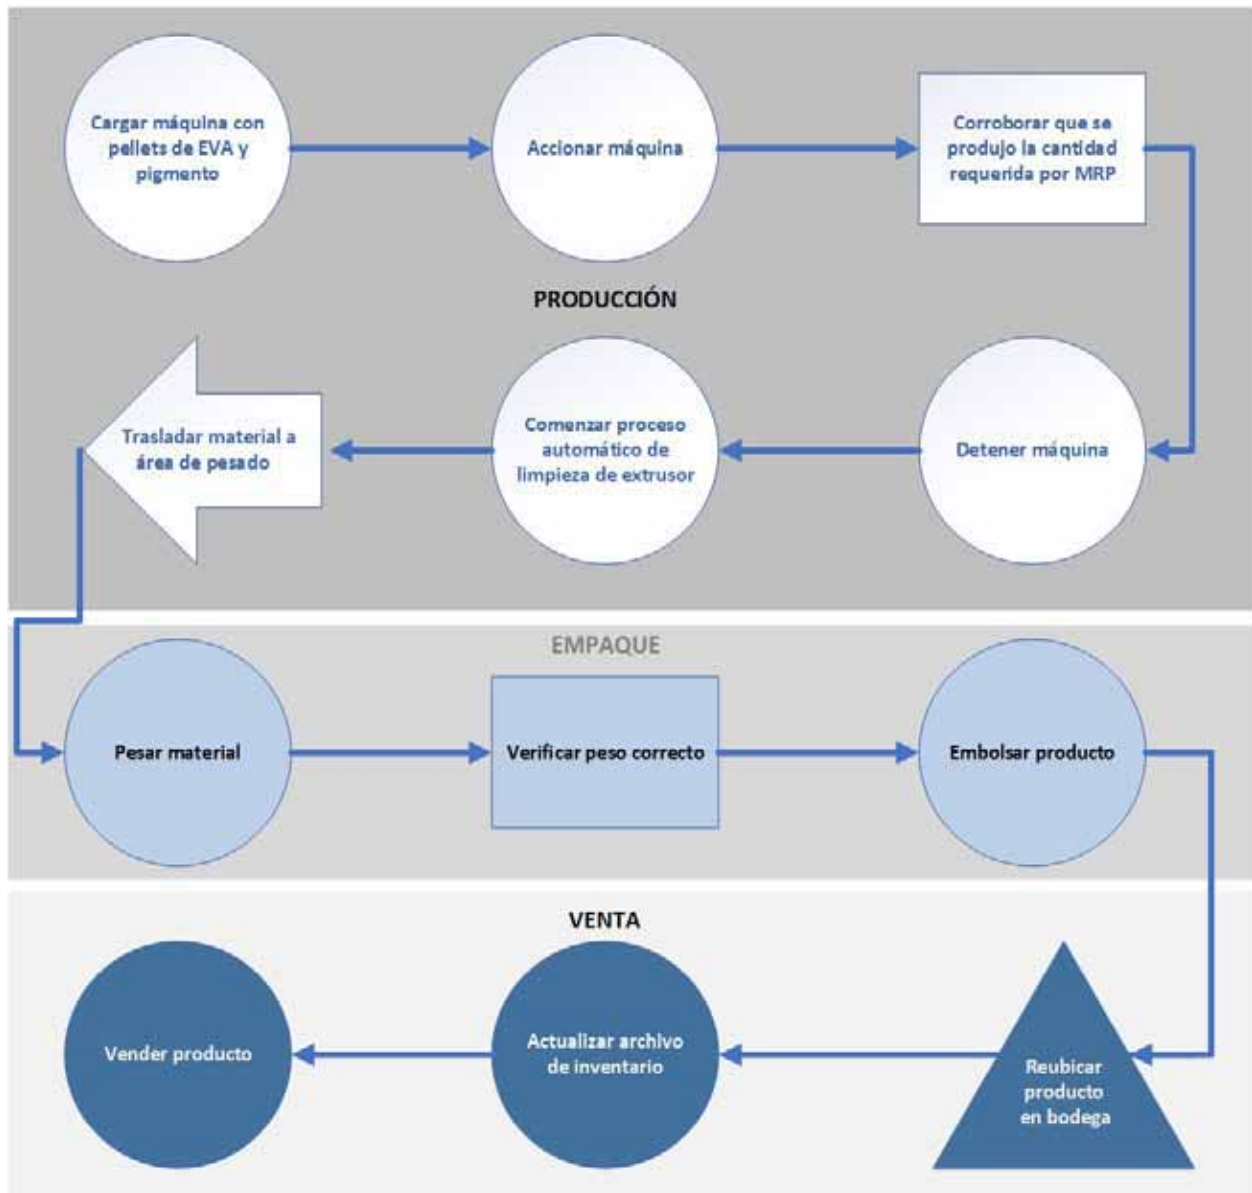 Cargar máquina con
pellets de EVA y
pigmento
Accionar máquina
Corroborar que se
produjo la cantidad
requerida por MRP
PRODUCCIÓN
Trasladar material a
área de pesado
Comenzar proceso
automático de
limpieza de extrusor
Detener máquina
EMPAQUE
Pesar material
Verificar peso correcto
Embolsar producto
VENTA
Vender producto
Actualizar archivo
de inventario
Reubicar
producto
en bodega